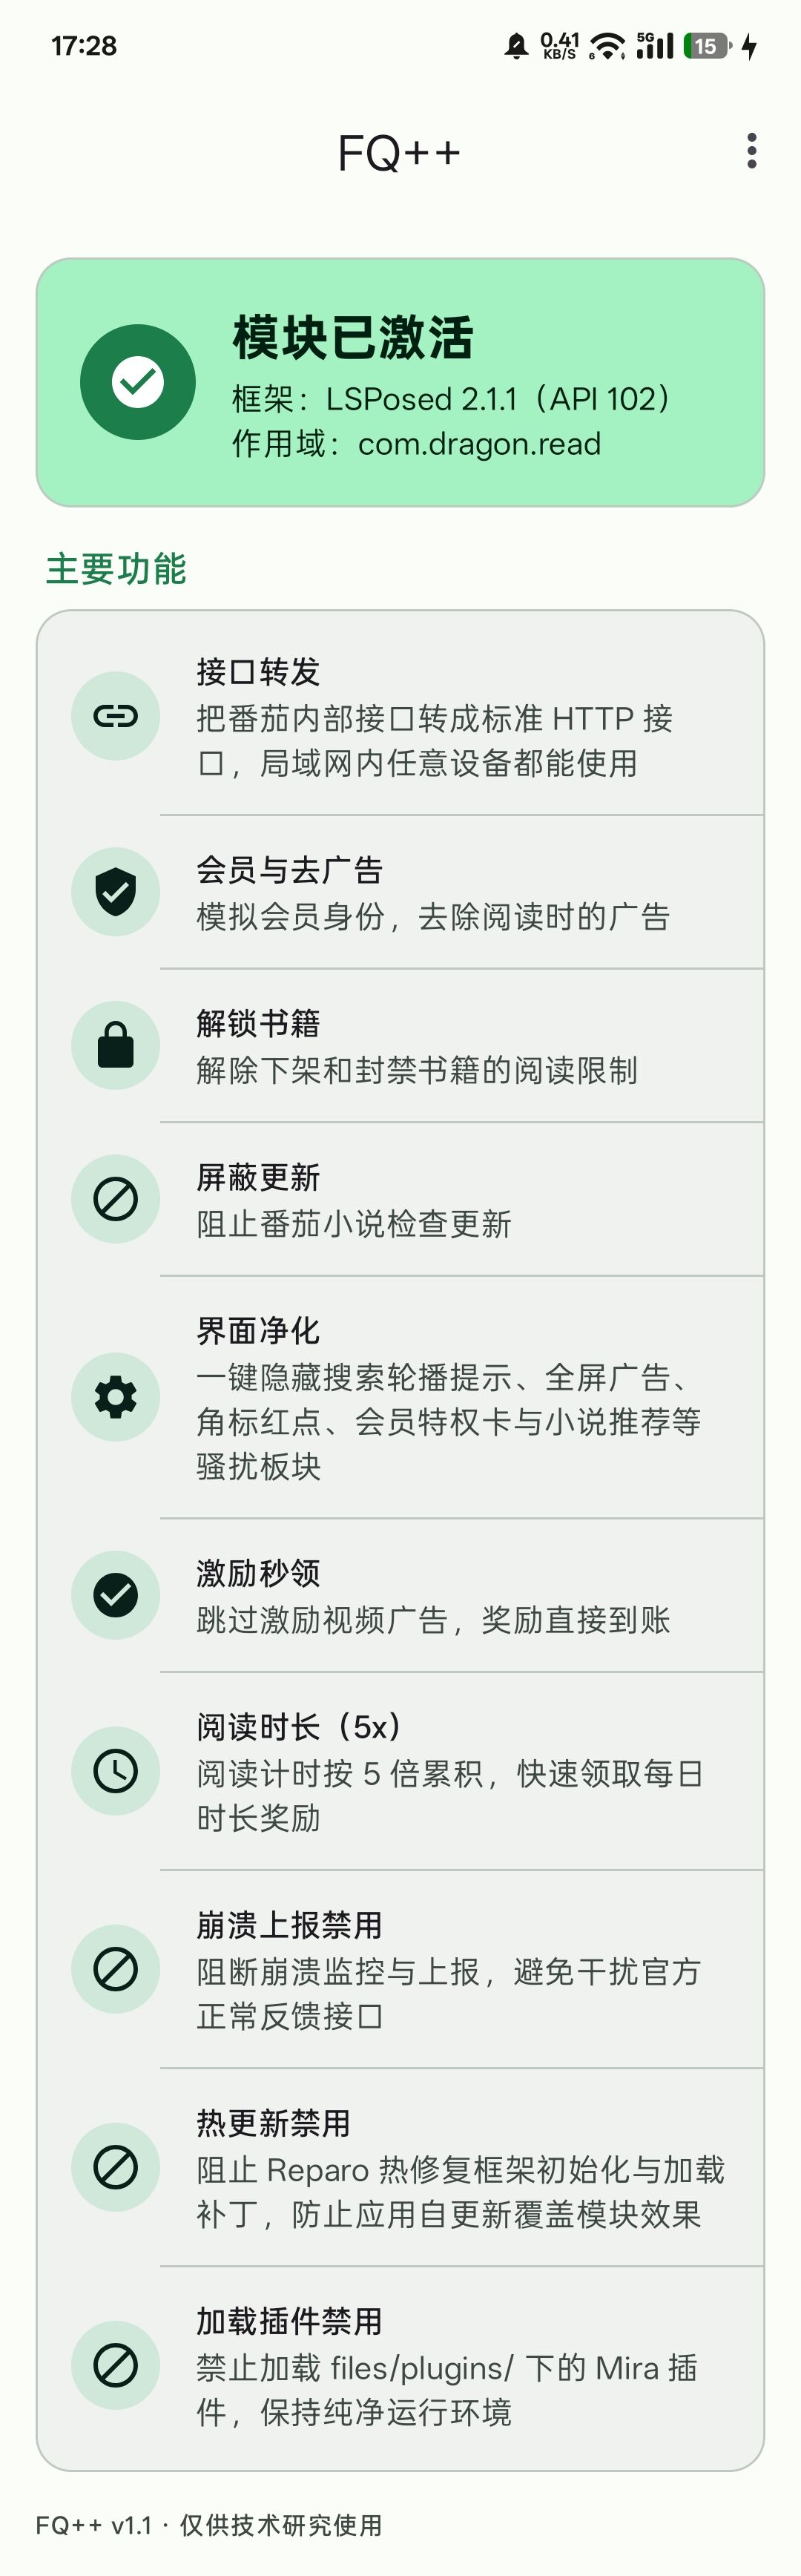 17:28
0.41
KB/S
6
5G
15
FQ++
模块已激活
框架：LSPosed 2.1.1（API 102）
作用域：com.dragon.read
主要功能
接口转发
把番茄内部接口转成标准 HTTP 接
口，局域网内任意设备都能使用
会员与去广告
模拟会员身份，去除阅读时的广告
解锁书籍
解除下架和封禁书籍的阅读限制
屏蔽更新
阻止番茄小说检查更新
界面净化
一键隐藏搜索轮播提示、全屏广告、
角标红点、会员特权卡与小说推荐等
骚扰板块
激励秒领
跳过激励视频广告，奖励直接到账
阅读时长（5x）
阅读计时按 5 倍累积，快速领取每日
时长奖励
崩溃上报禁用
阻断崩溃监控与上报，避免干扰官方
正常反馈接口
热更新禁用
阻止 Reparo 热修复框架初始化与加载
补丁，防止应用自更新覆盖模块效果
加载插件禁用
禁止加载 files/plugins/ 下的 Mira 插
件，保持纯净运行环境
FQ++ v1.1 · 仅供技术研究使用